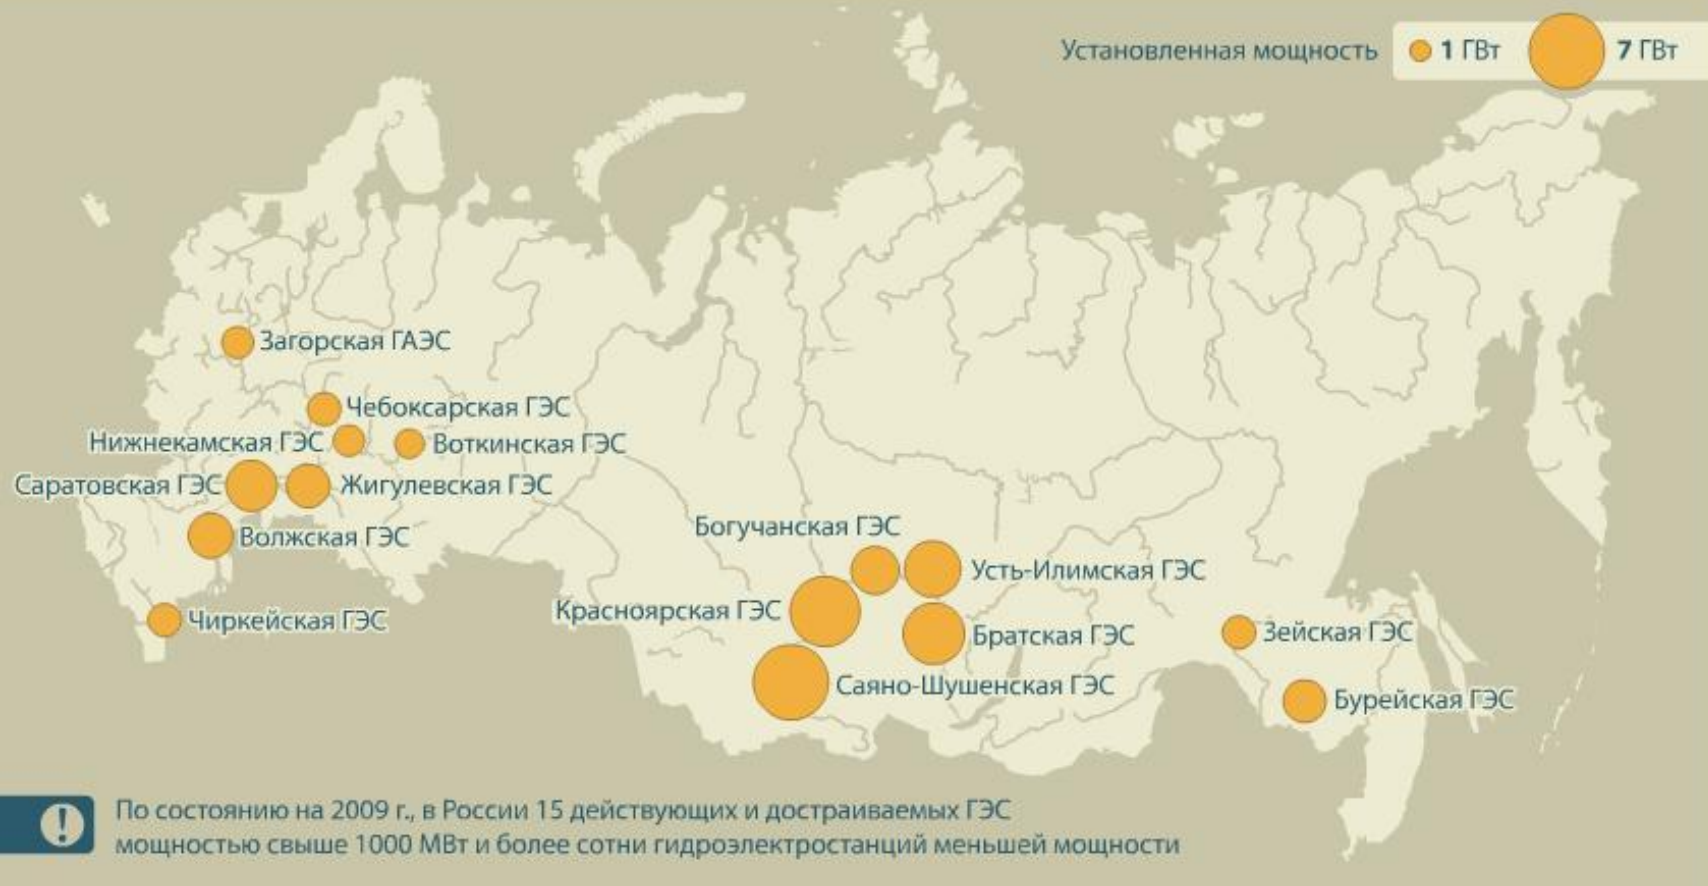 Установленная мощность
1 ГВт
7 ГВт
Загорская ГАЭС
Чебоксарская ГЭС
Нижнекамская ГЭС
Воткинская ГЭС
Саратовская ГЭС
Жигулевская ГЭС
Волжская ГЭС
Чиркейская ГЭС
Богучанская ГЭС
Усть-Илимская ГЭС
Красноярская ГЭС
Братская ГЭС
Саяно-Шушенская ГЭС
Зейская ГЭС
Бурейская ГЭС
!
По состоянию на 2009 г., в России 15 действующих и достраиваемых ГЭС
мощностью свыше 1000 МВт и более сотни гидроэлектростанций меньшей мощности